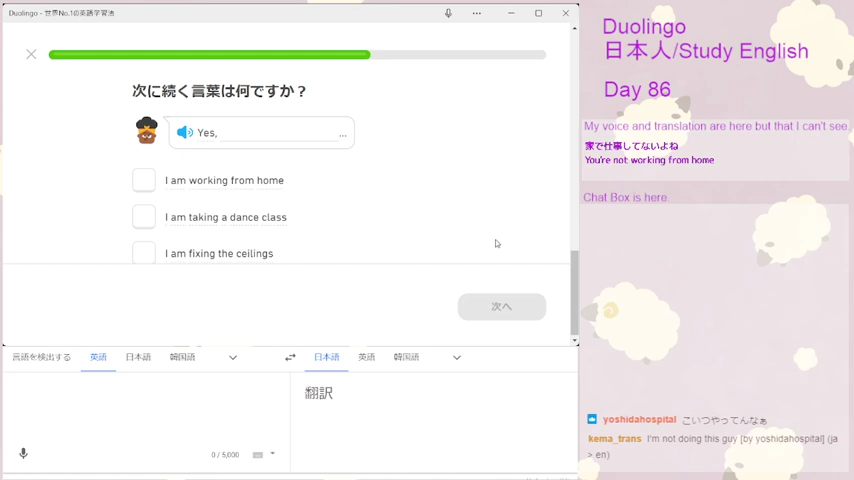 Duolingo - 世界No.1の英語学習法
次に続く言葉は何ですか？
Yes, ...
I am working from home
I am taking a dance class
I am fixing the ceilings
次へ
言語を検出する 英語 日本語 韓国語
日本語 英語 韓国語
翻訳
0 / 5,000
Duolingo
日本人/Study English
Day 86
My voice and translation are here but that I can't see
家で仕事してないよね
You're not working from home
Chat Box is here.
yoshidahospital こいつやってんなぁ
kema_trans I'm not doing this guy [by yoshidahospital] (ja
> en)